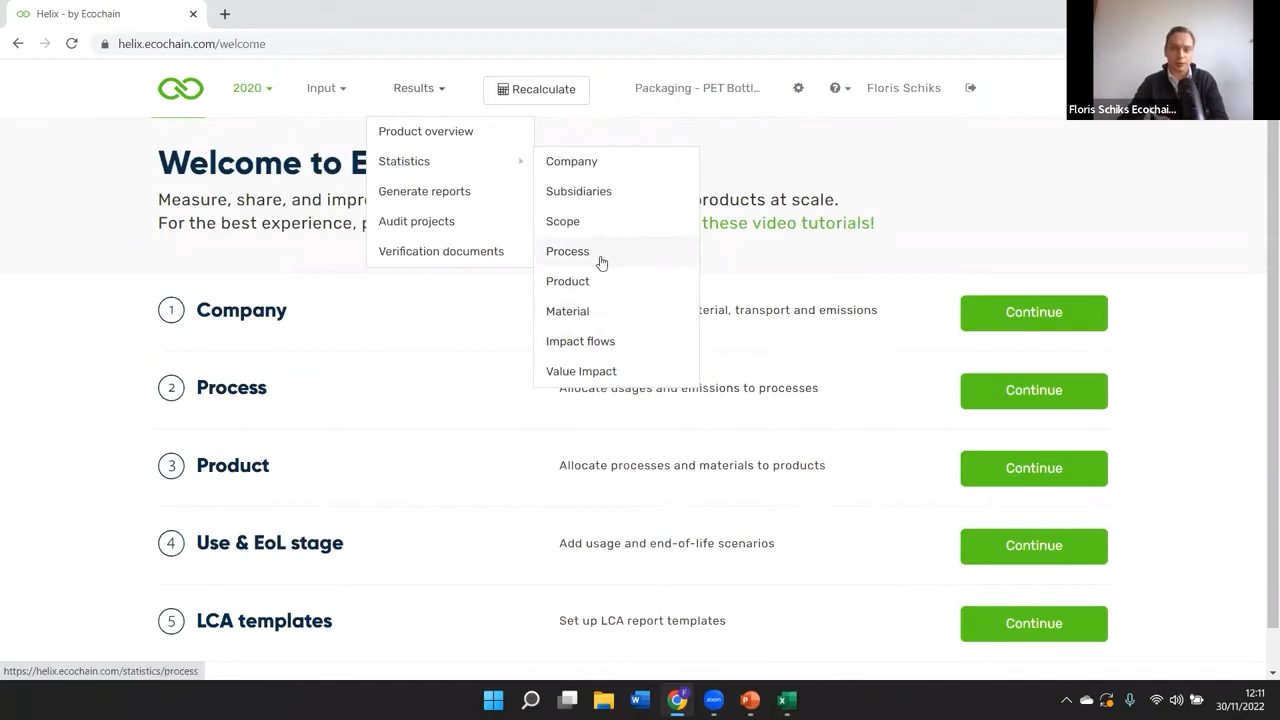 Helix - by Ecochain
helix.ecochain.com/welcome
2020
Input
Results
Recalculate
Packaging - PET Bottl...
Floris Schiks
Floris Schiks Ecochai...
Product overview
Statistics
Generate reports
Audit projects
Verification documents
Company
Subsidiaries
Scope
Process
Product
Material
Impact flows
Value Impact
Welcome to E
Measure, share, and impr
roducts at scale.
For the best experience, p
these video tutorials!
1 Company
terial, transport and emissions
Continue
2 Process
Allocate usages and emissions to processes
Continue
3 Product
Allocate processes and materials to products
Continue
4 Use & EoL stage
Add usage and end-of-life scenarios
Continue
5 LCA templates
Set up LCA report templates
Continue
https://helix.ecochain.com/statistics/process
12:11
30/11/2022